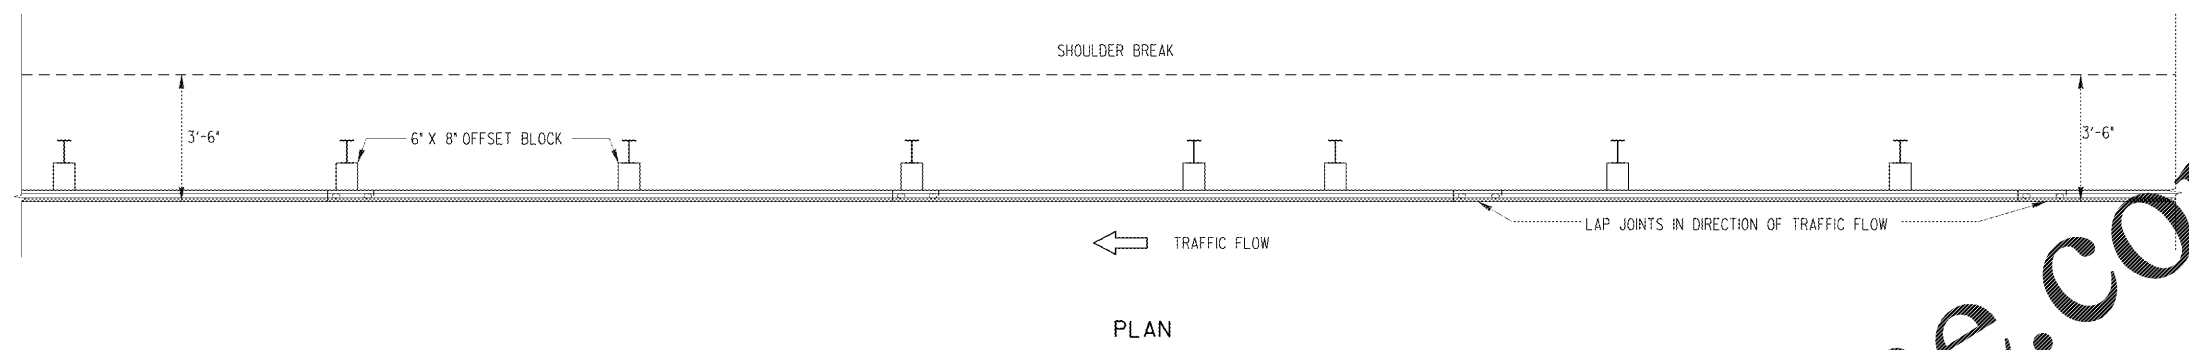 SHOULDER BREAK
3'-6"
6" X 8" OFFSET BLOCK
3'-6"
LAP JOINTS IN DIRECTION OF TRAFFIC FLOW
TRAFFIC FLOW
PLAN
e.co